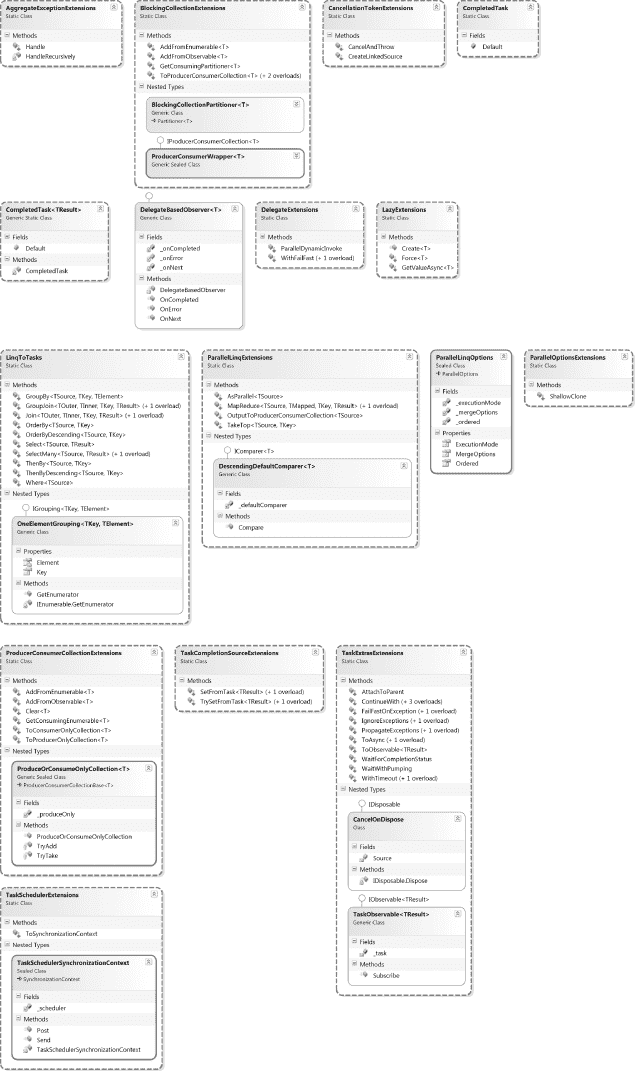 AggregateExceptionExtensions
Static Class
Methods
Handle
HandleRecursively
BlockingCollectionExtensions
Static Class
Methods
AddFromEnumerable<T>
AddFromObservable<T>
GetConsumingPartitioner<T>
ToProducerConsumerCollection<T> (+ 2 overloads)
Nested Types
BlockingCollectionPartitioner<T>
Generic Class
Partitioner<T>
IProducerConsumerCollection<T>
ProducerConsumerWrapper<T>
Generic Sealed Class
CancellationTokenExtensions
Static Class
Methods
CancelAndThrow
CreateLinkedSource
CompletedTask
Static Class
Fields
Default
CompletedTask<TResult>
Generic Static Class
Fields
Default
Methods
CompletedTask
DelegateBasedObserver<T>
Generic Class
Fields
_onCompleted
_onError
_onNext
Methods
DelegateBasedObserver
OnCompleted
OnError
OnNext
DelegateExtensions
Static Class
Methods
ParallelDynamicInvoke
WithFailFast (+ 1 overload)
LazyExtensions
Static Class
Methods
Create<T>
Force<T>
GetValueAsync<T>
LinqToTasks
Static Class
Methods
GroupBy<TSource, TKey, TElement>
GroupJoin<TOuter, TInner, TKey, TResult> (+ 1 overload)
Join<TOuter, TInner, TKey, TResult> (+ 1 overload)
OrderBy<TSource, TKey>
OrderByDescending<TSource, TKey>
Select<TSource, TResult>
SelectMany<TSource, TResult> (+ 1 overload)
ThenBy<TSource, TKey>
ThenByDescending<TSource, TKey>
Where<TSource>
Nested Types
IGrouping<TKey, TElement>
OneElementGrouping<TKey, TElement>
Generic Class
Properties
Element
Key
Methods
GetEnumerator
IEnumerable.GetEnumerator
ParallelLinqExtensions
Static Class
Methods
AsParallel<TSource>
MapReduce<TSource, TMapped, TKey, TResult> (+ 1 overload)
OutputToProducerConsumerCollection<TSource>
TakeTop<TSource, TKey>
Nested Types
IComparer<T>
DescendingDefaultComparer<T>
Generic Class
Fields
_defaultComparer
Methods
Compare
ParallelLinqOptions
Sealed Class
ParallelOptions
Fields
_executionMode
_mergeOptions
_ordered
Properties
ExecutionMode
MergeOptions
Ordered
ParallelOptionsExtensions
Static Class
Methods
ShallowClone
ProducerConsumerCollectionExtensions
Static Class
Methods
AddFromEnumerable<T>
AddFromObservable<T>
Clear<T>
GetConsumingEnumerable<T>
ToConsumerOnlyCollection<T>
ToProducerOnlyCollection<T>
Nested Types
ProduceOrConsumeOnlyCollection<T>
Generic Sealed Class
ProducerConsumerCollectionBase<T>
Fields
_produceOnly
Methods
ProduceOrConsumeOnlyCollection
TryAdd
TryTake
TaskCompletionSourceExtensions
Static Class
Methods
SetFromTask<TResult> (+ 1 overload)
TrySetFromTask<TResult> (+ 1 overload)
TaskExtrasExtensions
Static Class
Methods
AttachToParent
ContinueWith (+ 3 overloads)
FailFastOnException (+ 1 overload)
IgnoreExceptions (+ 1 overload)
PropagateExceptions (+ 1 overload)
ToAsync (+ 1 overload)
ToObservable<TResult>
WaitForCompletionStatus
WaitWithPumping
WithTimeout (+ 1 overload)
Nested Types
IDisposable
CancelOnDispose
Class
Fields
Source
Methods
IDisposable.Dispose
IObservable<TResult>
TaskObservable<TResult>
Generic Class
Fields
_task
Methods
Subscribe
TaskSchedulerExtensions
Static Class
Methods
ToSynchronizationContext
Nested Types
TaskSchedulerSynchronizationContext
Sealed Class
SynchronizationContext
Fields
_scheduler
Methods
Post
Send
TaskSchedulerSynchronizationContext